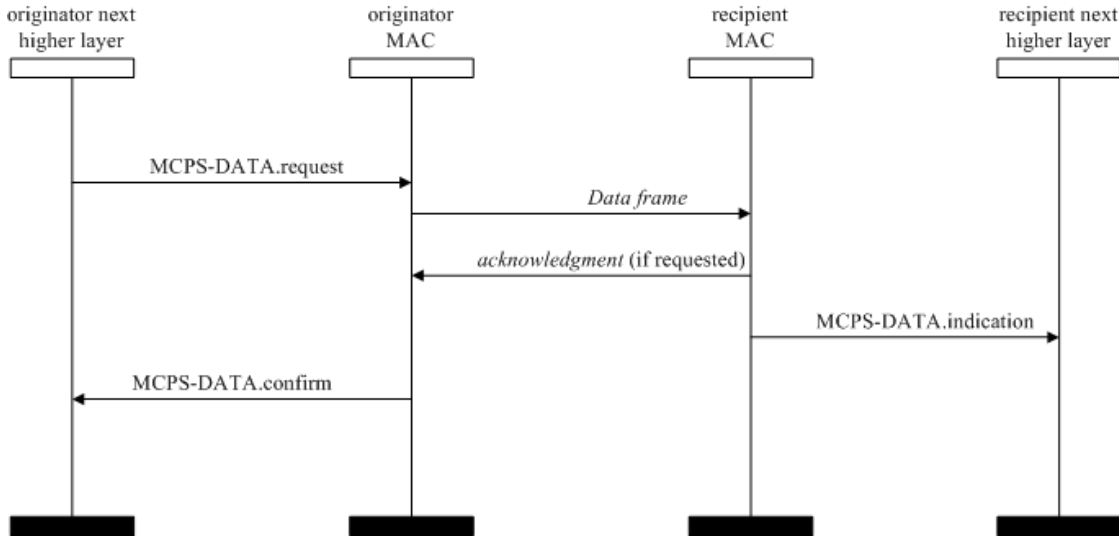 originator next
higher layer
originator
MAC
recipient
MAC
recipient next
higher layer
MCPS-DATA.request
Data frame
acknowledgment (if requested)
MCPS-DATA.indication
MCPS-DATA.confirm